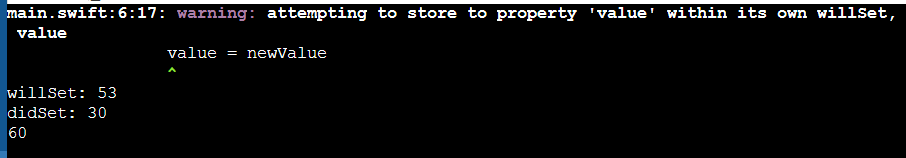 main.swift:6:17: warning: attempting to store to property 'value' within its own willSet,
value
value = newValue
^
willSet: 53
didSet: 30
60